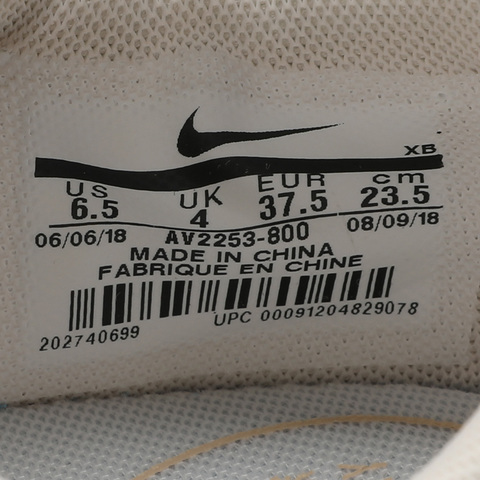 XB
US UK EUR cm
6.5 4 37.5 23.5
06/06/18 AV2253-800 08/09/18
MADE IN CHINA
FABRIQUE EN CHINE
UPC 00091204829078
202740699